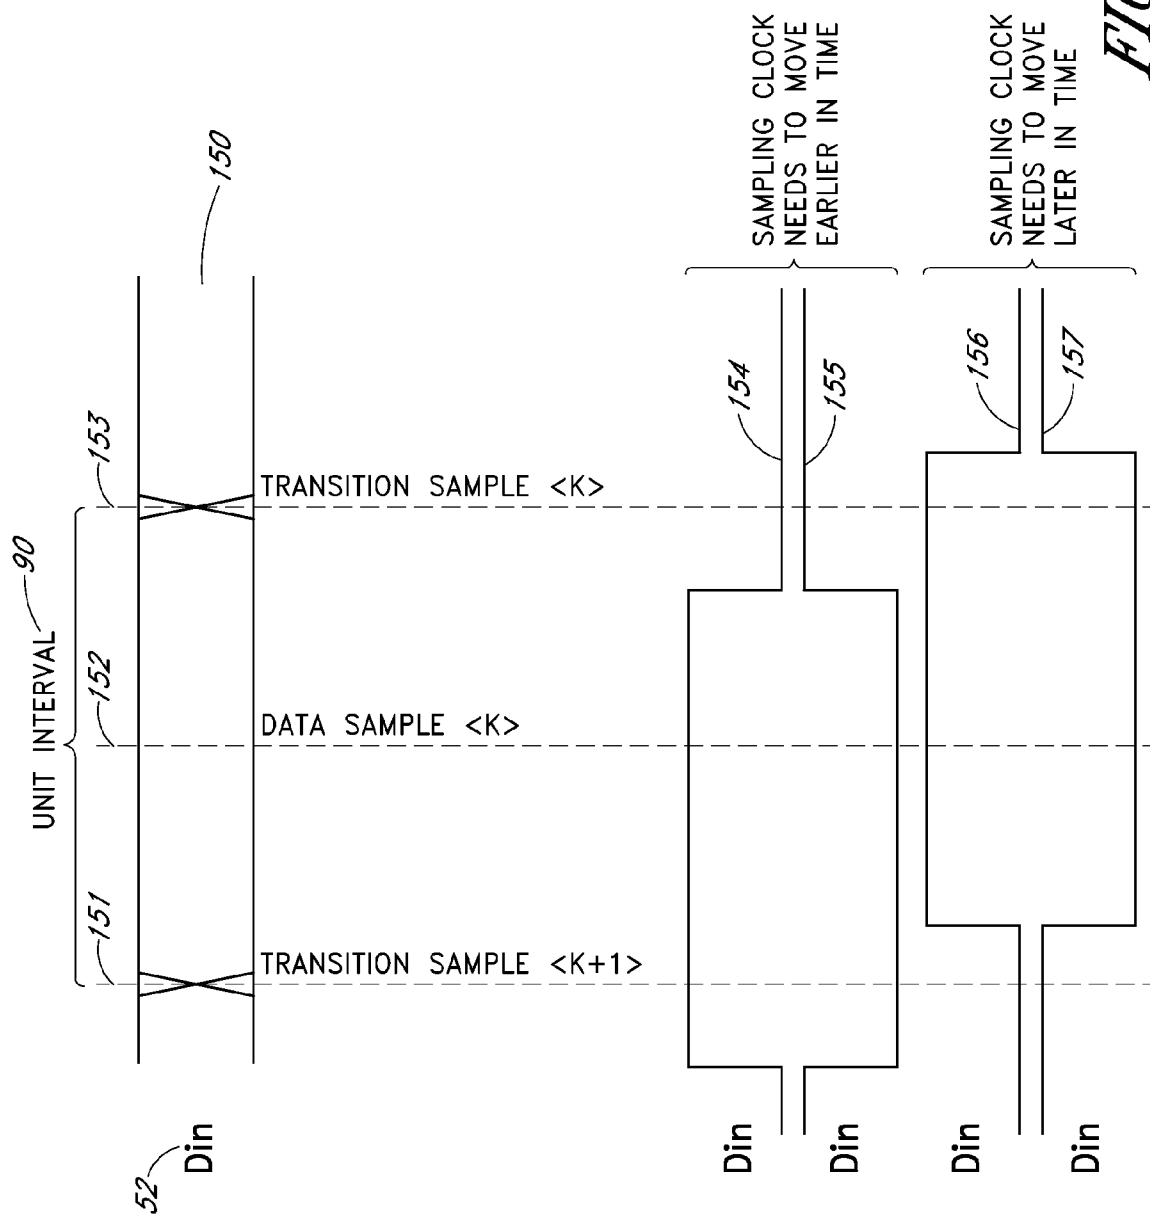 UNIT INTERVAL 90
151
152
153
150
52
Din
TRANSITION SAMPLE <K+1>
DATA SAMPLE <K>
TRANSITION SAMPLE <K>
Din
154
155
Din
SAMPLING CLOCK
NEEDS TO MOVE
EARLIER IN TIME
Din
156
157
Din
SAMPLING CLOCK
NEEDS TO MOVE
LATER IN TIME